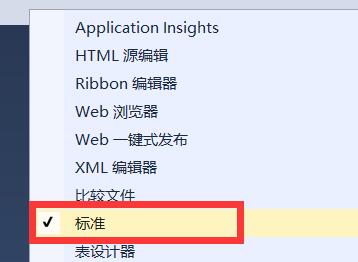 Application Insights
HTML 源编辑
Ribbon 编辑器
Web 浏览器
Web 一键式发布
XML 编辑器
比较文件
标准
表设计器